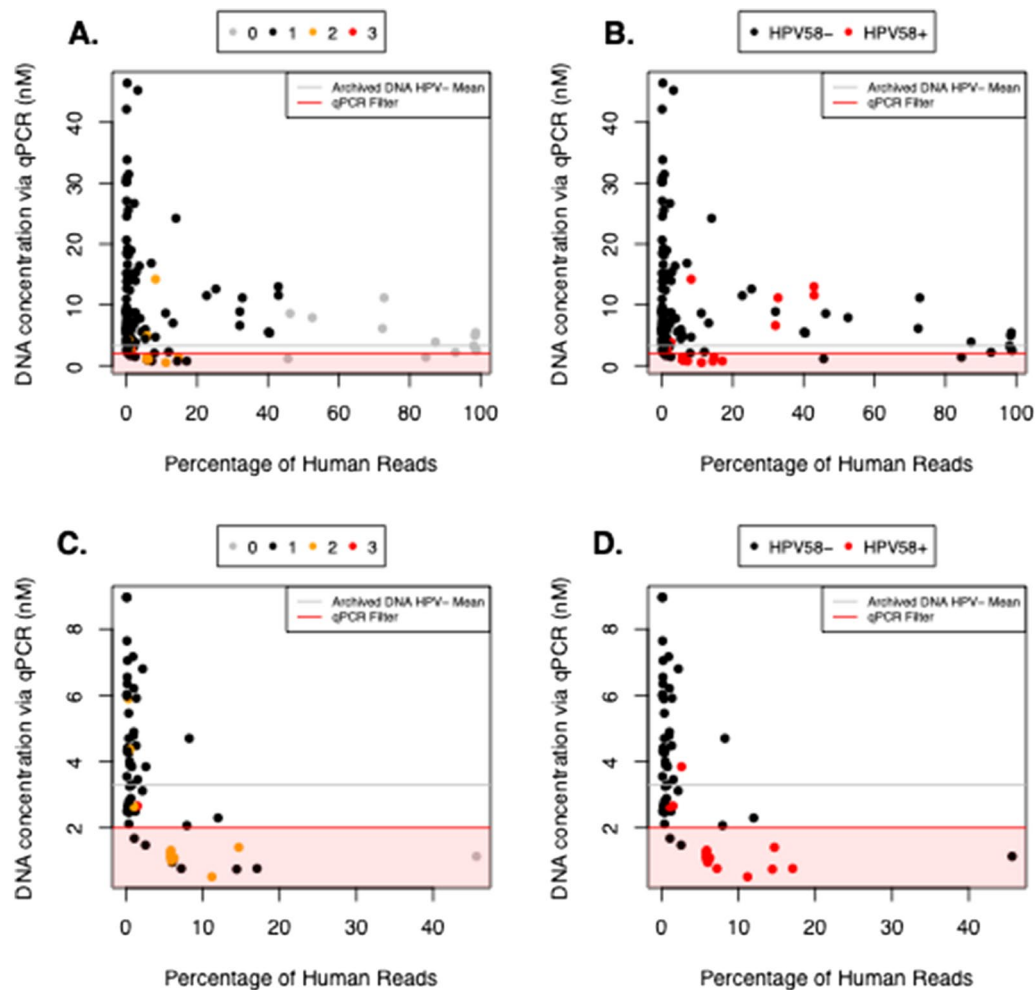 A.
0 1 2 3
Archived DNA HPV- Mean
qPCR Filter
DNA concentration via qPCR (nM)
40
30
20
10
0
0 20 40 60 80 100
Percentage of Human Reads
B.
HPV58- HPV58+
Archived DNA HPV- Mean
qPCR Filter
DNA concentration via qPCR (nM)
40
30
20
10
0
0 20 40 60 80 100
Percentage of Human Reads
C.
0 1 2 3
Archived DNA HPV- Mean
qPCR Filter
DNA concentration via qPCR (nM)
8
6
4
2
0 10 20 30 40
Percentage of Human Reads
D.
HPV58- HPV58+
Archived DNA HPV- Mean
qPCR Filter
DNA concentration via qPCR (nM)
8
6
4
2
0 10 20 30 40
Percentage of Human Reads